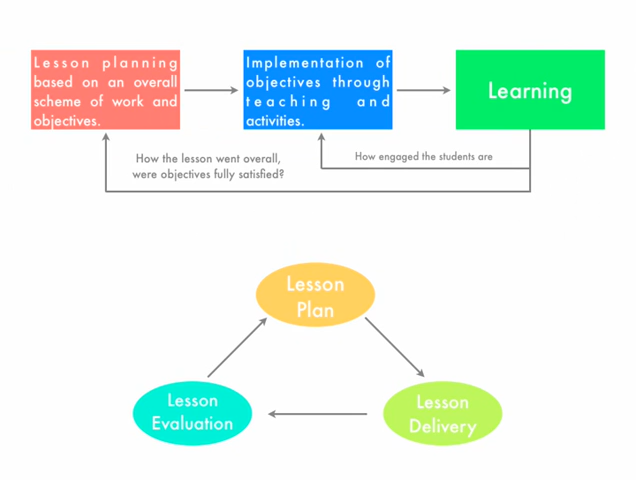 Lesson planning
based on an overall
scheme of work and
objectives.
Implementation of
objectives through
teaching and
activities.
Learning
How the lesson went overall,
were objectives fully satisfied?
How engaged the students are
Lesson
Plan
Lesson
Evaluation
Lesson
Delivery